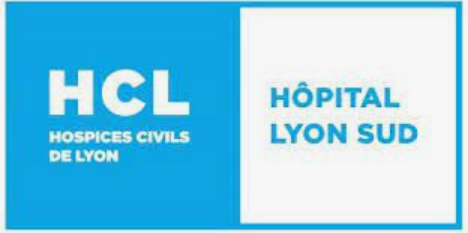 HCL
HOSPICES CIVILS
DE LYON
HÔPITAL
LYON SUD